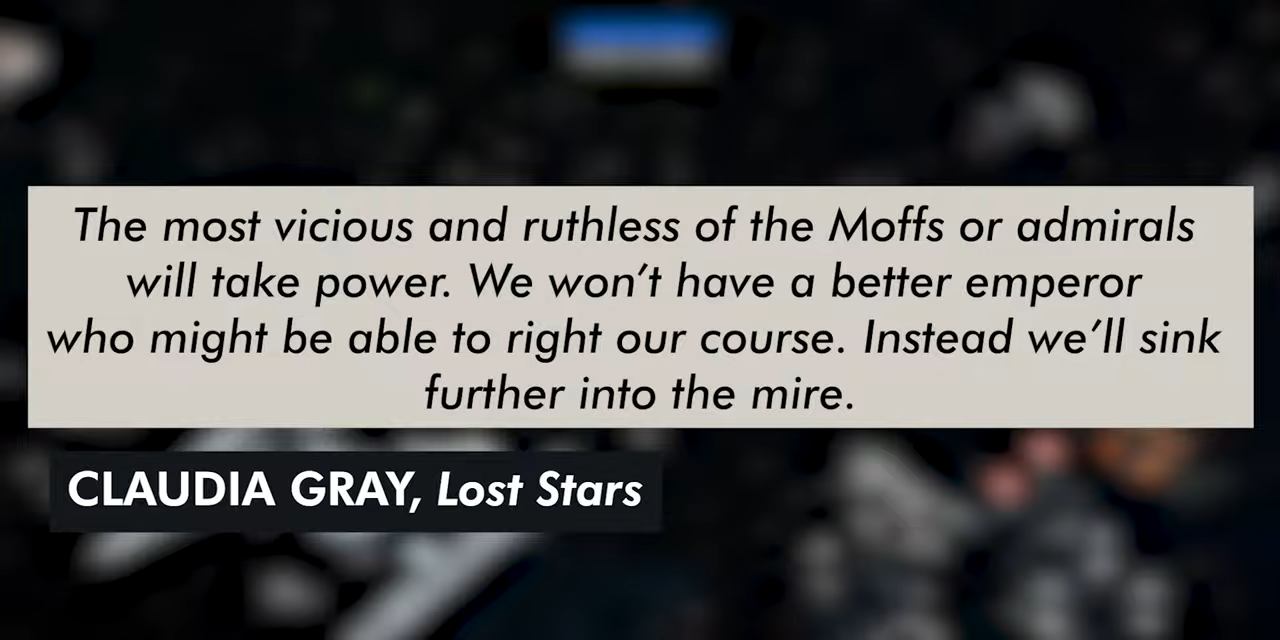 The most vicious and ruthless of the Moffs or admirals
will take power. We won’t have a better emperor
who might be able to right our course. Instead we’ll sink
further into the mire.
CLAUDIA GRAY, Lost Stars